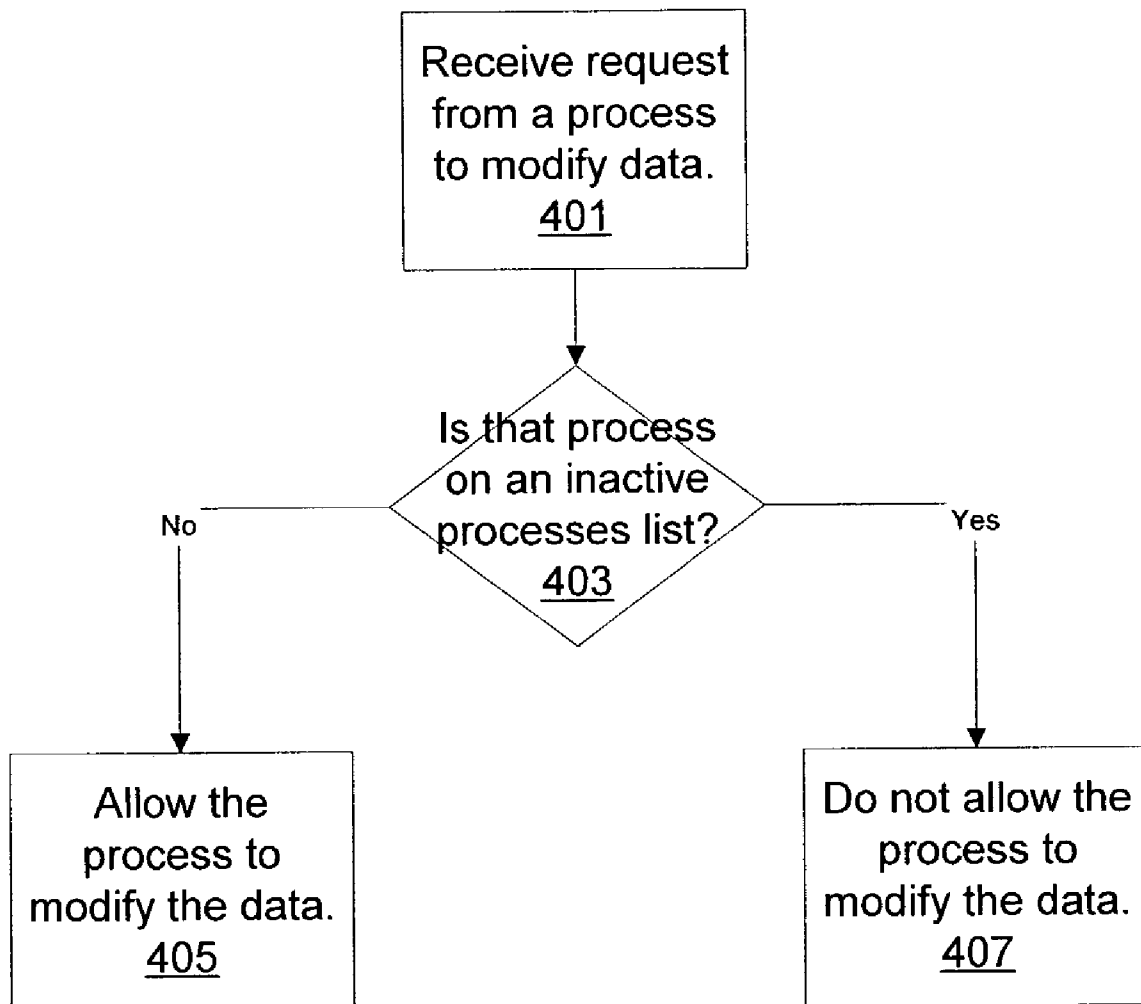 Receive request
from a process
to modify data.
401
Is that process
on an inactive
processes list?
403
No
Yes
Allow the
process to
modify the data.
405
Do not allow the
process to
modify the data.
407